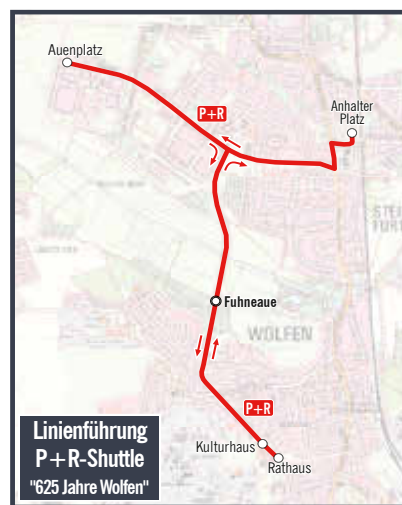 Auenplatz
P+R
Anhalter
Platz
Fuhneaue
WOLFEN
P+R
Kulturhaus
Rathaus
Linienführung
P+R-Shuttle
"625 Jahre Wolfen"